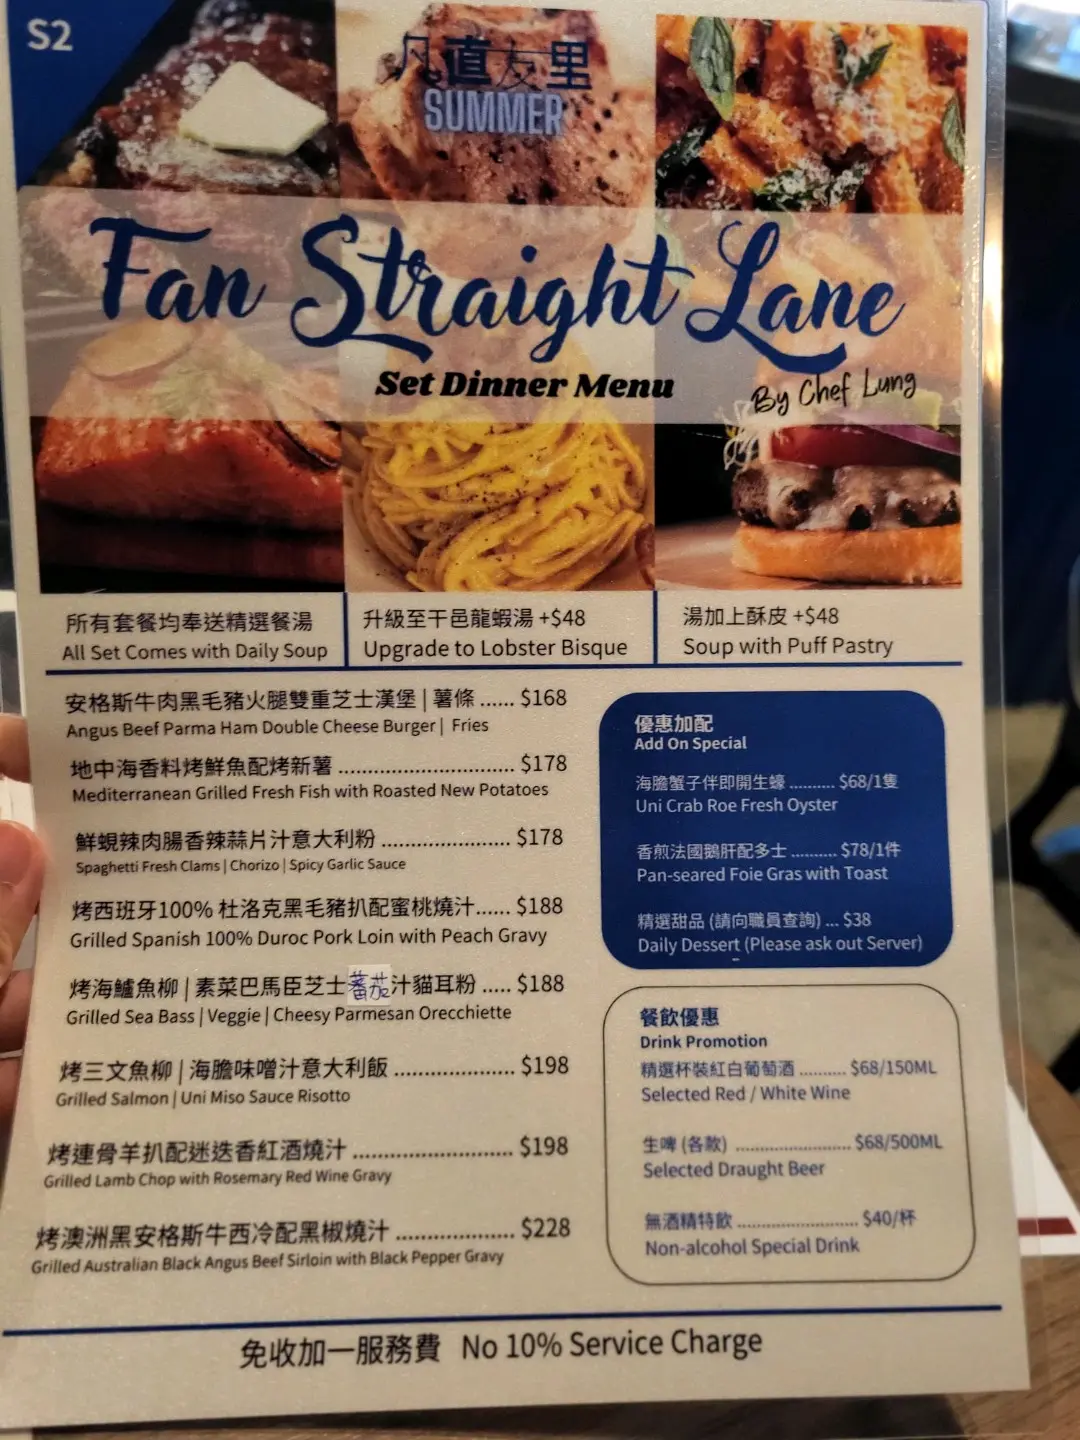 S2
凡直友里
SUMMER
Fan Straight Lane
Set Dinner Menu
By Chef Lung
所有套餐均奉送精選餐湯
All Set Comes with Daily Soup
升級至干邑龍蝦湯 +$48
Upgrade to Lobster Bisque
湯加上酥皮 +$48
Soup with Puff Pastry
安格斯牛肉黑毛豬火腿雙重芝士漢堡 | 薯條 ...... $168
Angus Beef Parma Ham Double Cheese Burger | Fries
地中海香料烤鮮魚配烤新薯 ............................ $178
Mediterranean Grilled Fresh Fish with Roasted New Potatoes
鮮蜆辣肉腸香辣蒜片汁意大利粉 ...................... $178
Spaghetti Fresh Clams | Chorizo | Spicy Garlic Sauce
烤西班牙100% 杜洛克黑毛豬扒配蜜桃燒汁...... $188
Grilled Spanish 100% Duroc Pork Loin with Peach Gravy
烤海鱸魚柳 | 素菜巴馬臣芝士蕃茄汁貓耳粉 ..... $188
Grilled Sea Bass | Veggie | Cheesy Parmesan Orecchiette
烤三文魚柳 | 海膽味噌汁意大利飯 ..................... $198
Grilled Salmon | Uni Miso Sauce Risotto
烤連骨羊扒配迷迭香紅酒燒汁 ............................ $198
Grilled Lamb Chop with Rosemary Red Wine Gravy
烤澳洲黑安格斯牛西冷配黑椒燒汁 ..................... $228
Grilled Australian Black Angus Beef Sirloin with Black Pepper Gravy
優惠加配
Add On Special
海膽蟹子伴即開生蠔 .......... $68/1隻
Uni Crab Roe Fresh Oyster
香煎法國鵝肝配多士 .......... $78/1件
Pan-seared Foie Gras with Toast
精選甜品 (請向職員查詢) ... $38
Daily Dessert (Please ask out Server)
餐飲優惠
Drink Promotion
精選杯裝紅白葡萄酒 .......... $68/150ML
Selected Red / White Wine
生啤 (各款) ......................... $68/500ML
Selected Draught Beer
無酒精特飲 .......................... $40/杯
Non-alcohol Special Drink
免收加一服務費 No 10% Service Charge